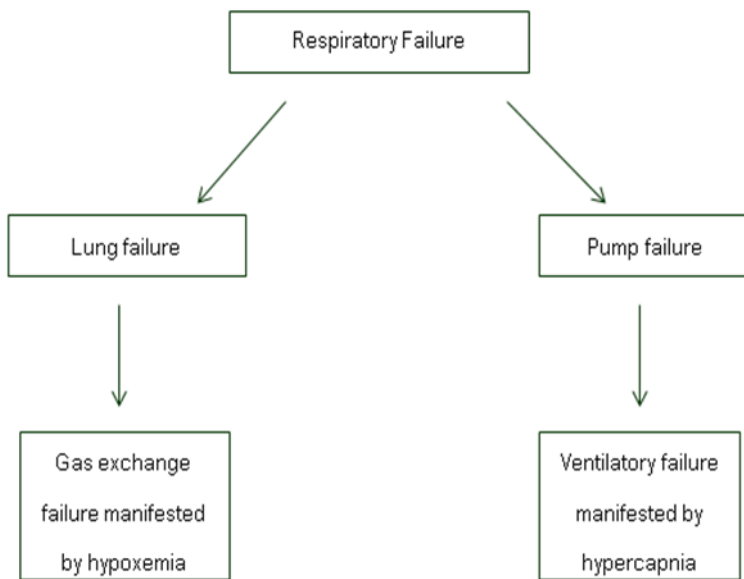 Respiratory Failure
Lung failure
Pump failure
Gas exchange
failure manifested
by hypoxemia
Ventilatory failure
manifested by
hypercapnia